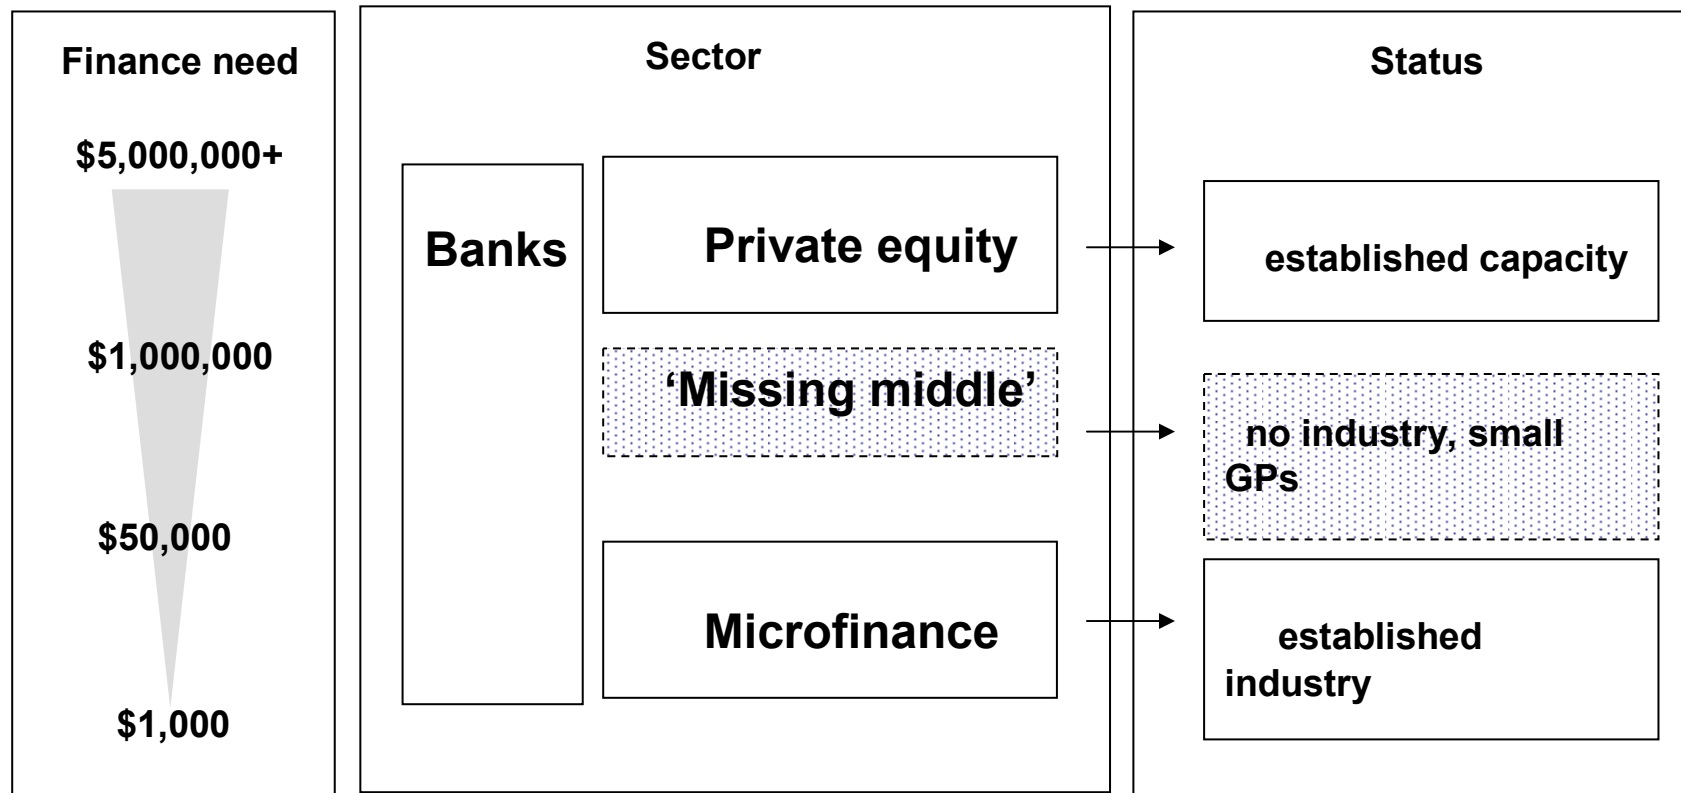 Finance need
$5,000,000+
$1,000,000
$50,000
$1,000
Sector
Banks
Private equity
‘Missing middle’
Microfinance
Status
established capacity
no industry, small
GPs
established
industry